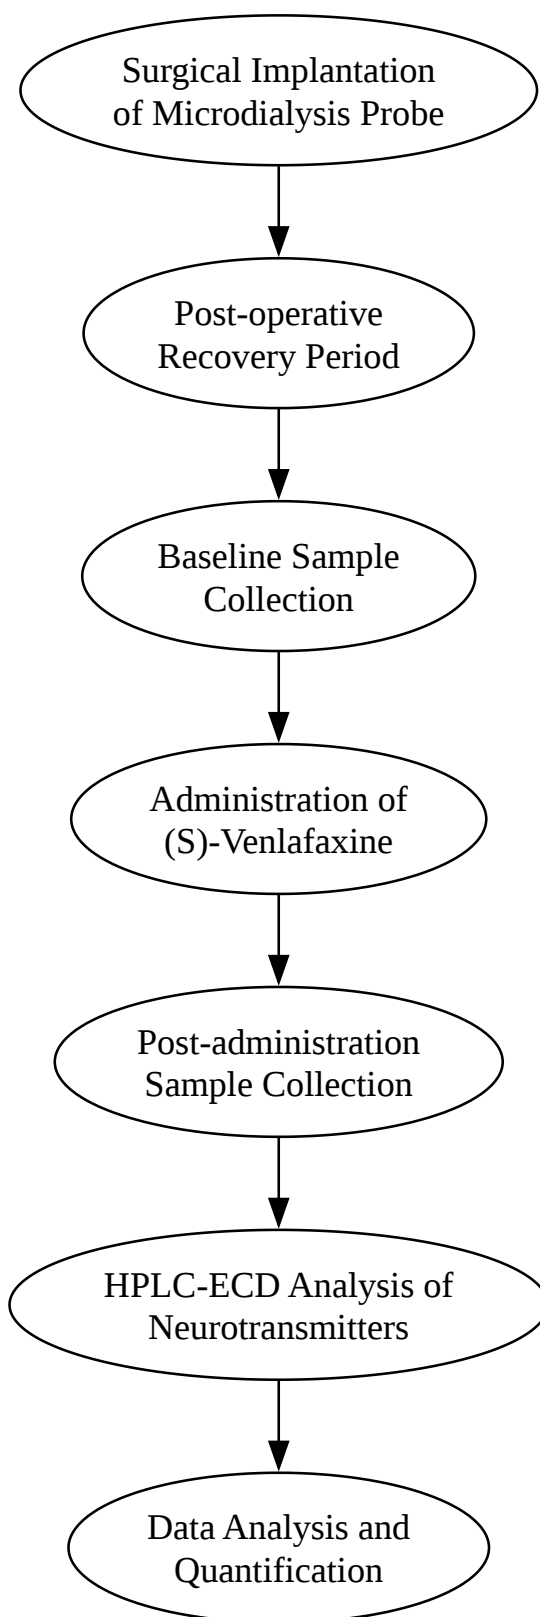 Surgical Implantation
of Microdialysis Probe
Post-operative
Recovery Period
Baseline Sample
Collection
Administration of
(S)-Venlafaxine
Post-administration
Sample Collection
HPLC-ECD Analysis of
Neurotransmitters
Data Analysis and
Quantification